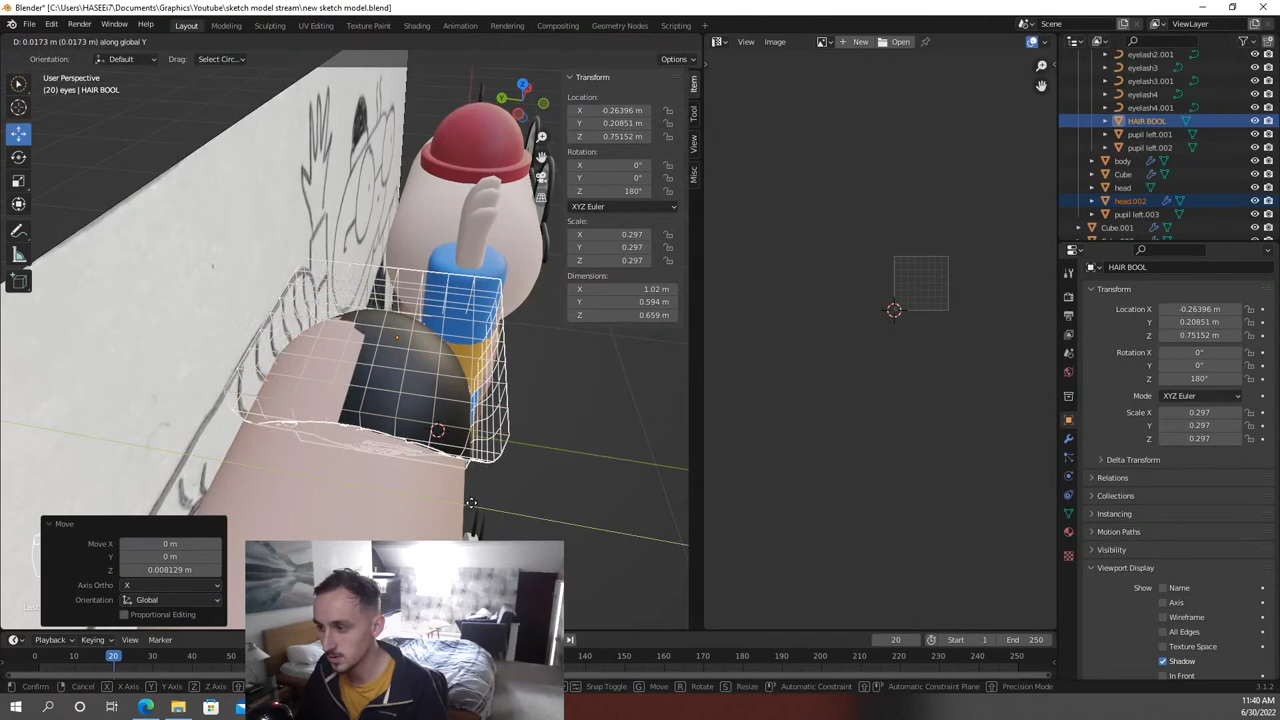 Blender* [C:\Users\HASEEi7\Documents\Graphics\Youtube\sketch model stream\new sketch model.blend]
File Edit Render Window Help Layout Modeling Sculpting UV Editing Texture Paint Shading Animation Rendering Compositing Geometry Nodes Scripting Scene ViewLayer
D: 0.0173 m (0.0173 m) along global Y
View Image New Open
Orientation: Default Drag: Select Circ... Options
User Perspective
(20) eyes | HAIR BOOL
Transform
Location:
X -0.26396 m
Y 0.20851 m
Z 0.75152 m
Rotation:
X 0°
Y 0°
Z 180°
XYZ Euler
Scale:
X 0.297
Y 0.297
Z 0.297
Dimensions:
X 1.02 m
Y 0.594 m
Z 0.659 m
Item
Tool
View
Misc
eyelash2.001
eyelash3
eyelash3.001
eyelash4
eyelash4.001
HAIR BOOL
pupil left.001
pupil left.002
body
Cube
head
head.002
pupil left.003
Cube.001
HAIR BOOL
Transform
Location X -0.26396 m
Y 0.20851 m
Z 0.75152 m
Rotation X 0°
Y 0°
Z 180°
Mode XYZ Euler
Scale X 0.297
Y 0.297
Z 0.297
Delta Transform
Relations
Collections
Instancing
Motion Paths
Visibility
Viewport Display
Show Name
Axis
Wireframe
All Edges
Texture Space
Shadow
In Front
Move
Move X 0 m
Y 0 m
Z 0.008129 m
Axis Ortho X
Orientation Global
Proportional Editing
Playback Keying View Marker 20 Start 1 End 250
0 10 20 30 40 50 140 150 160 170 180 190 200 210 220 230 240 250
Confirm Cancel X X Axis Y Y Axis Z Z Axis Snap Toggle G Move R Rotate S Resize Automatic Constraint Automatic Constraint Plane Precision Mode 3.1.2
11:40 AM
6/30/2022